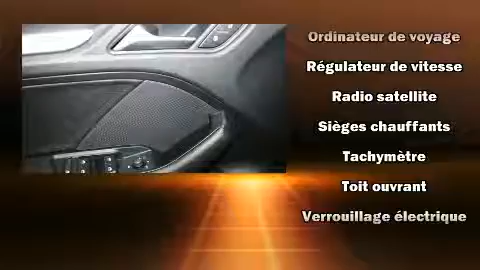 Ordinateur de voyage
Régulateur de vitesse
Radio satellite
Sièges chauffants
Tachymètre
Toit ouvrant
Verrouillage électrique